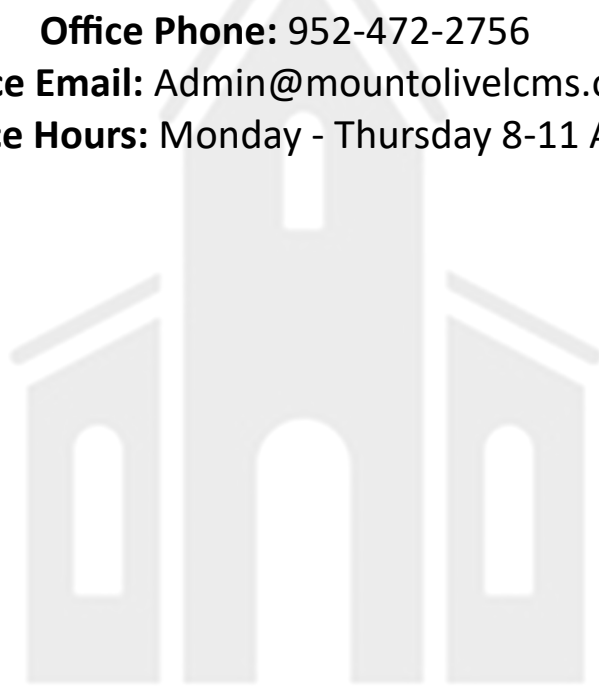 Office Phone: 952-472-2756
ce Email: Admin@mountolivelcms.o
ce Hours: Monday - Thursday 8-11 A